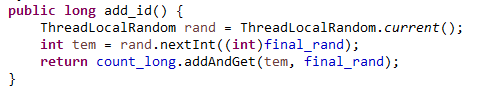 public long add_id() {
ThreadLocalRandom rand = ThreadLocalRandom.current();
int tem = rand.nextInt((int)final_rand);
return count_long.addAndGet(tem, final_rand);
}